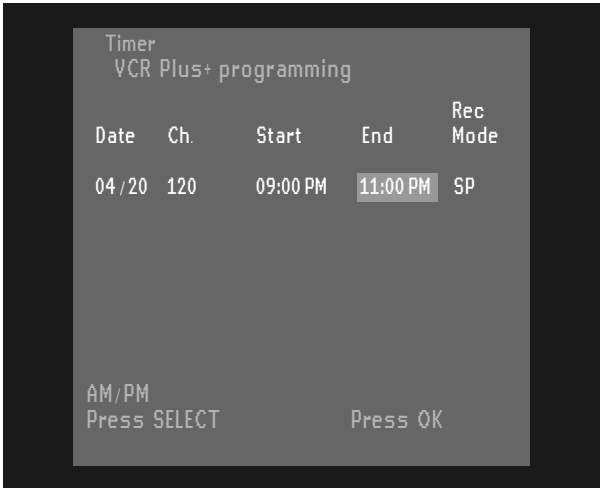 Timer
VCR Plus+ programming
Rec
Date Ch. Start End Mode
04/20 120 09:00 PM 11:00 PM SP
AM/PM
Press SELECT Press OK